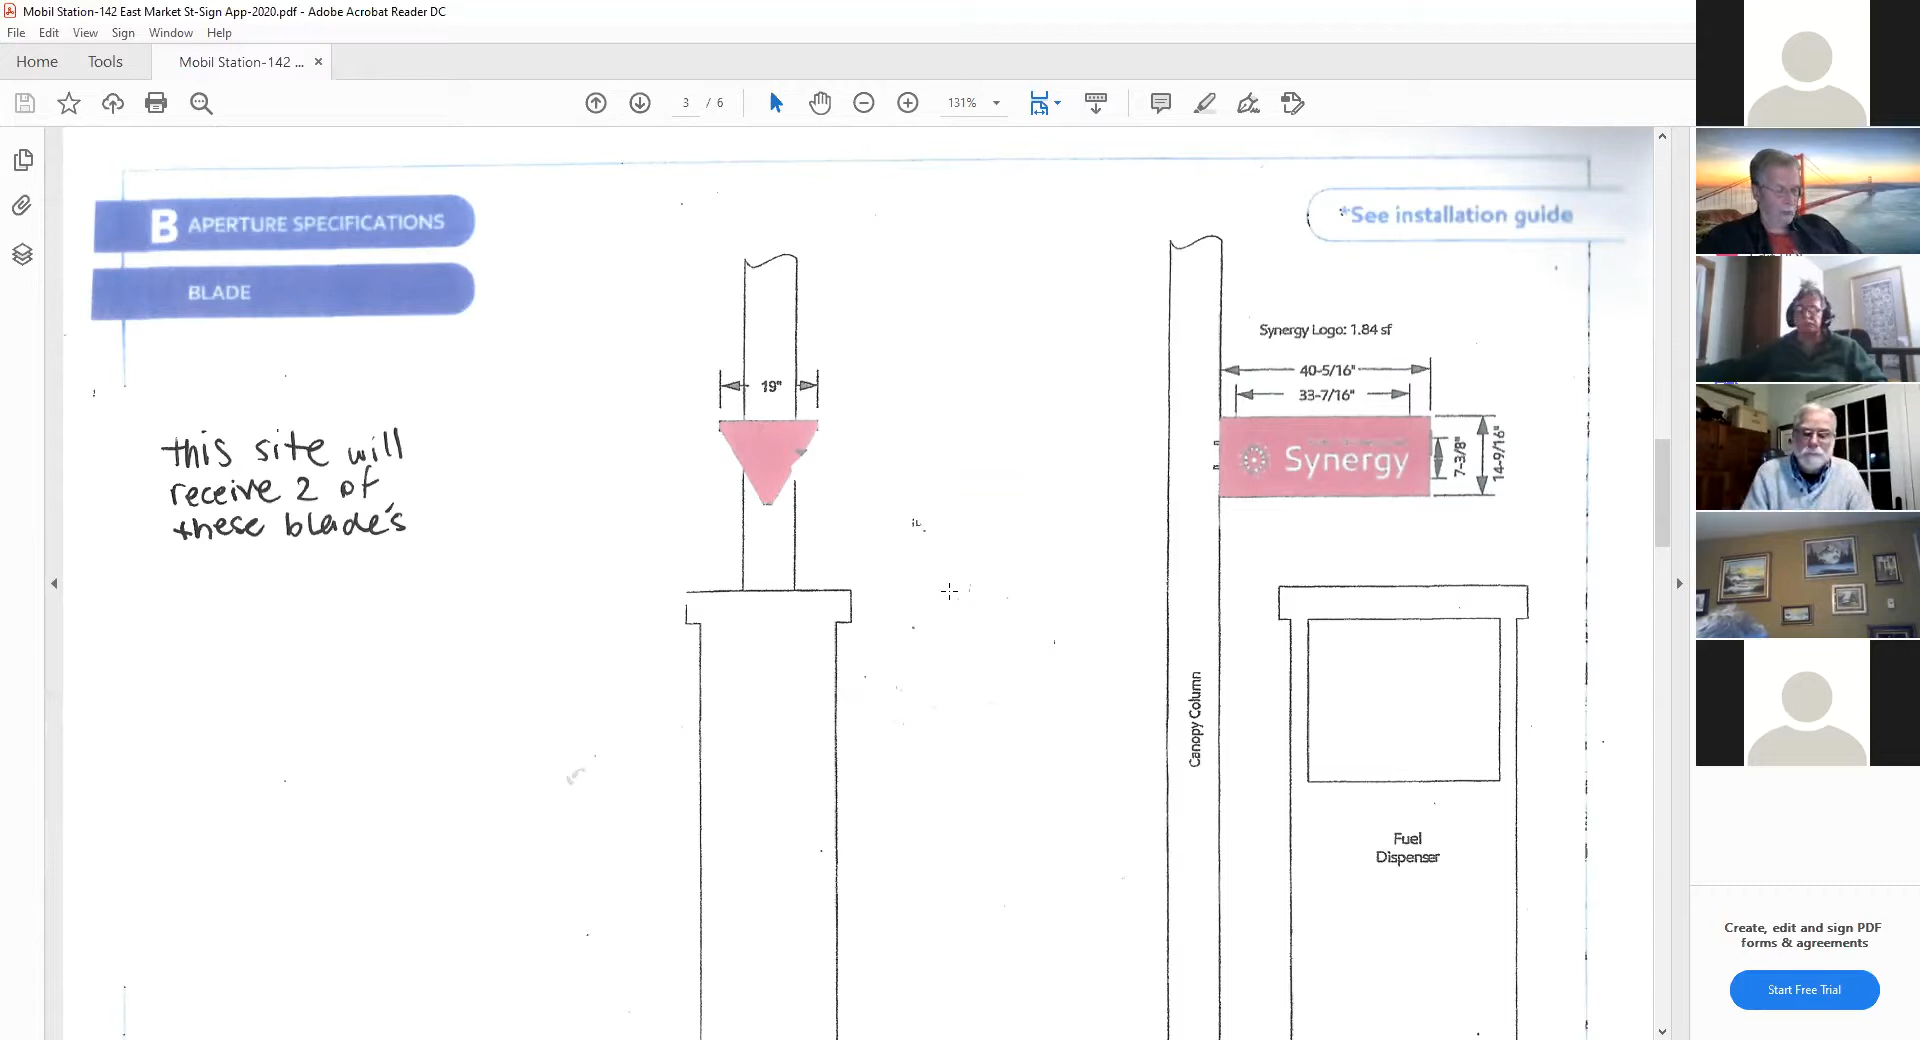 Mobil Station-142 East Market St-Sign App-2020.pdf - Adobe Acrobat Reader DC
File Edit View Sign Window Help
Home Tools Mobil Station-142 ... ×
3 / 6 131%
B APERTURE SPECIFICATIONS
BLADE
*See installation guide
this site will
receive 2 of
these blade's
19"
Synergy Logo: 1.84 sf
40-5/16"
33-7/16"
Synergy
7-3/8"
14-9/16"
Canopy Column
Fuel
Dispenser
Create, edit and sign PDF
forms & agreements
Start Free Trial